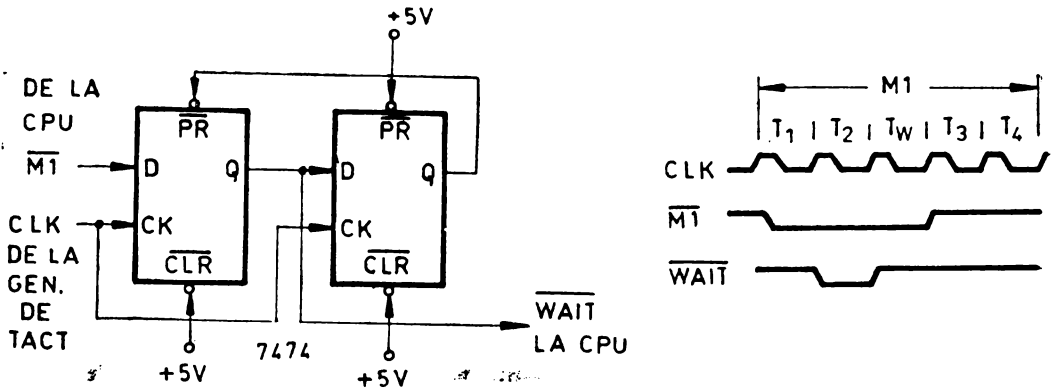 +5V
DE LA
CPU
M1
CLK
DE LA
GEN.
DE
TACT
PR
D
Q
CK
CLR
+5V
PR
D
Q
CK
CLR
+5V
7474
WAIT
LA CPU
M1
T1 T2 TW T3 T4
CLK
M1
WAIT